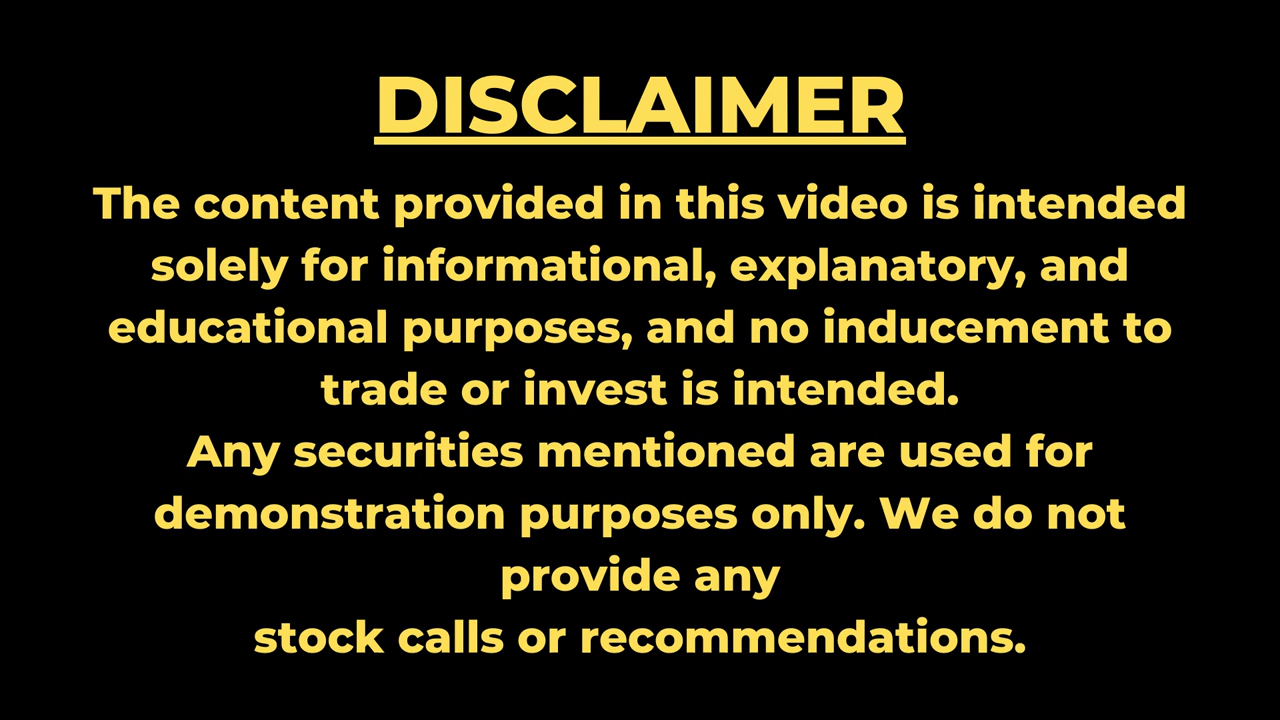 DISCLAIMER
The content provided in this video is intended
solely for informational, explanatory, and
educational purposes, and no inducement to
trade or invest is intended.
Any securities mentioned are used for
demonstration purposes only. We do not
provide any
stock calls or recommendations.